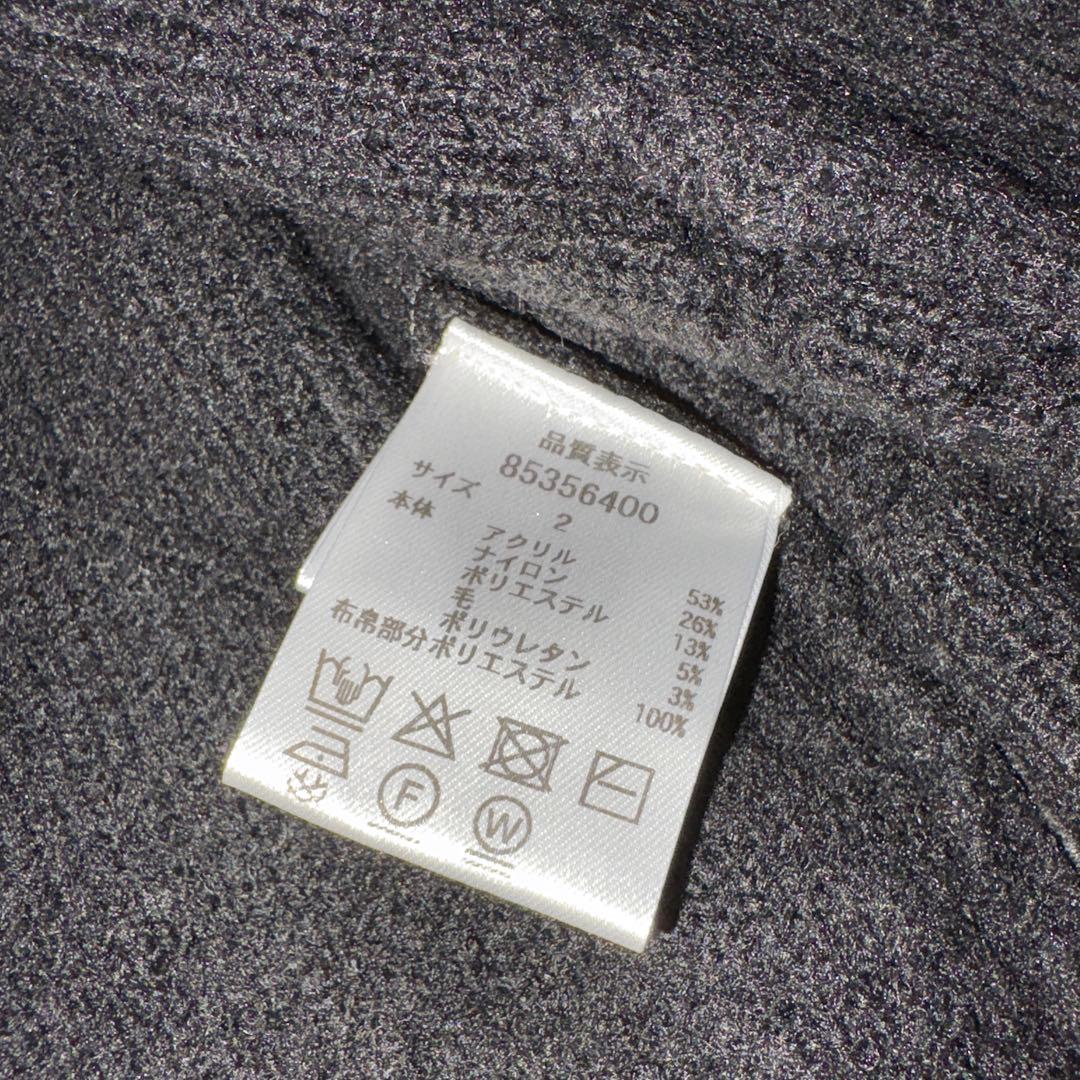 品質表示
85356400
サイズ 2
本体 アクリル 53%
ナイロン 26%
ポリエステル 13%
毛 5%
ポリウレタン 3%
布帛部分ポリエステル 100%
F
W